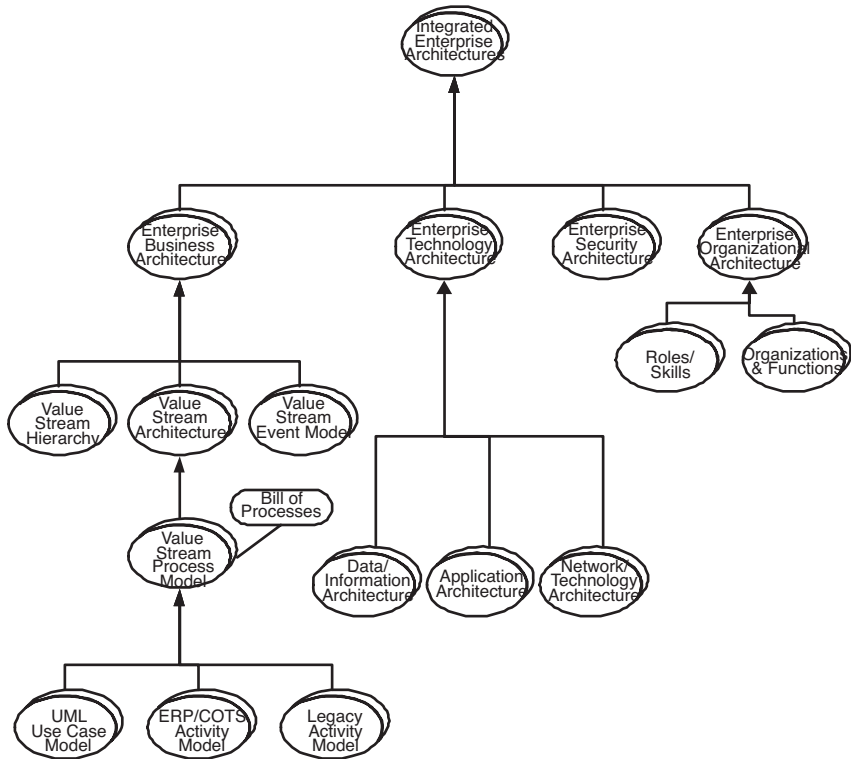 Integrated
Enterprise
Architectures
Enterprise
Business
Architecture
Enterprise
Technology
Architecture
Enterprise
Security
Architecture
Enterprise
Organizational
Architecture
Roles/
Skills
Organizations
& Functions
Value
Stream
Hierarchy
Value
Stream
Architecture
Value
Stream
Event Model
Bill of
Processes
Value
Stream
Process
Model
Data/
Information
Architecture
Application
Architecture
Network/
Technology
Architecture
UML
Use Case
Model
ERP/COTS
Activity
Model
Legacy
Activity
Model